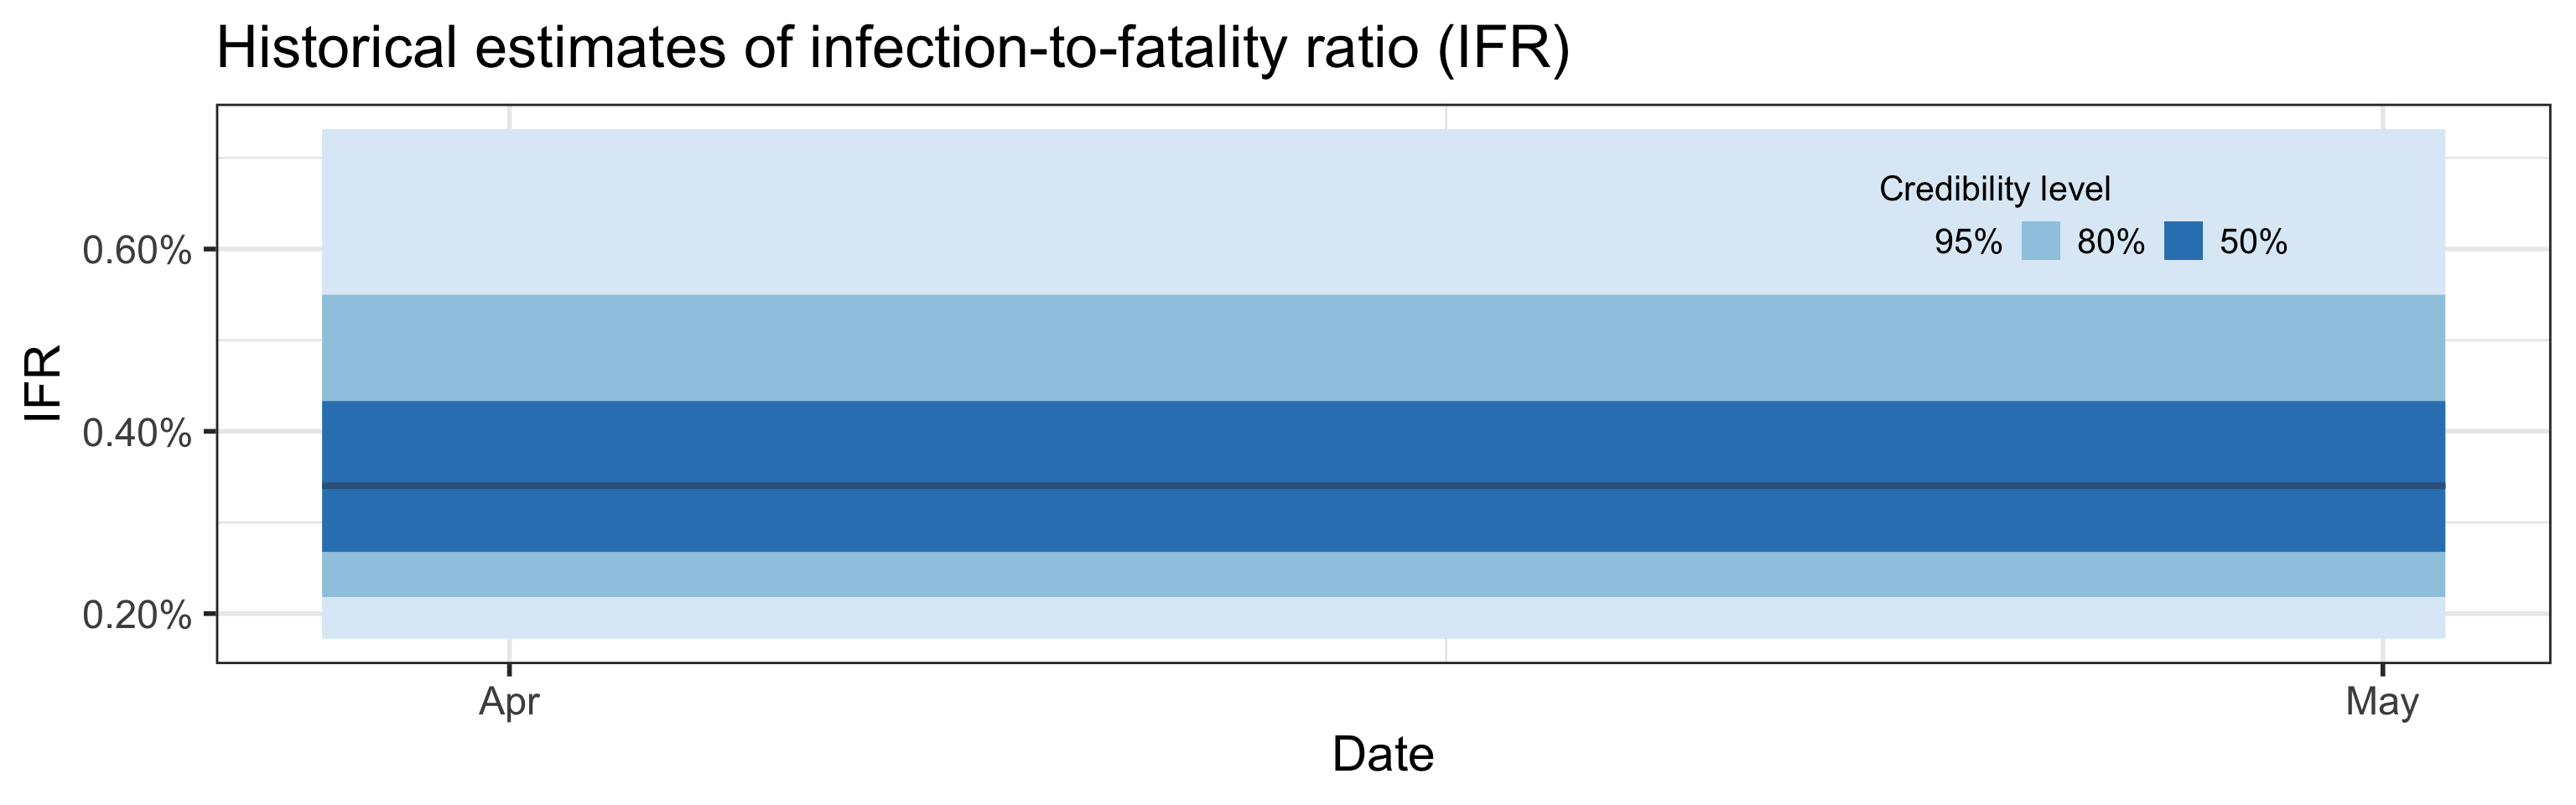 Historical estimates of infection-to-fatality ratio (IFR)
Credibility level
95% 80% 50%
0.60%
0.40%
0.20%
IFR
Apr May
Date